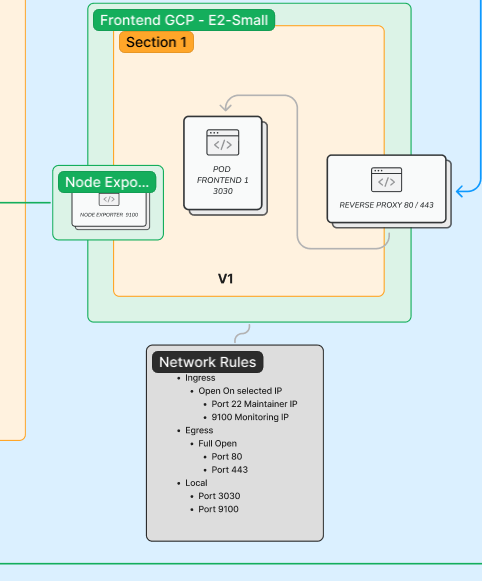 Frontend GCP - E2-Small
Section 1
POD
FRONTEND 1
3030
Node Expo...
NODE EXPORTER 9100
REVERSE PROXY 80 / 443
V1
Network Rules
• Ingress
• Open On selected IP
• Port 22 Maintainer IP
• 9100 Monitoring IP
• Egress
• Full Open
• Port 80
• Port 443
• Local
• Port 3030
• Port 9100